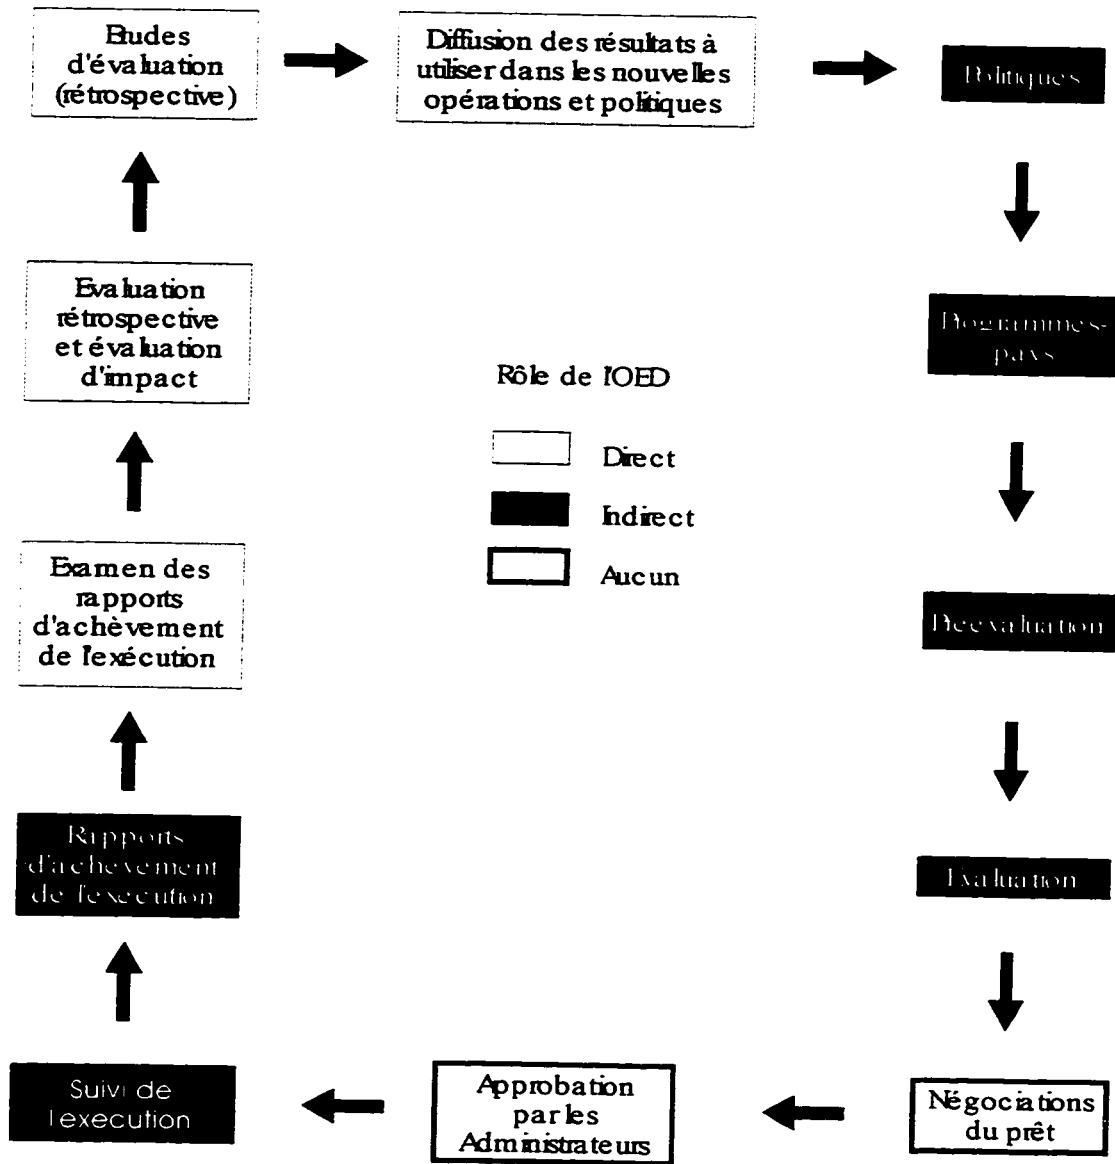 Etudes
d'évaluation
(rétrospective)
Diffusion des résultats à
utiliser dans les nouvelles
opérations et politiques
Politiques
Evaluation
rétrospective
et évaluation
d'impact
Programmes-
pays
Rôle de l'OED
Direct
Indirect
Aucun
Examen des
rapports
d'achèvement
de l'exécution
Préévaluation
Rapports
d'achèvement
de l'exécution
Evaluation
Suivi de
l'exécution
Approbation
par les
Administrateurs
Négociations
du prêt